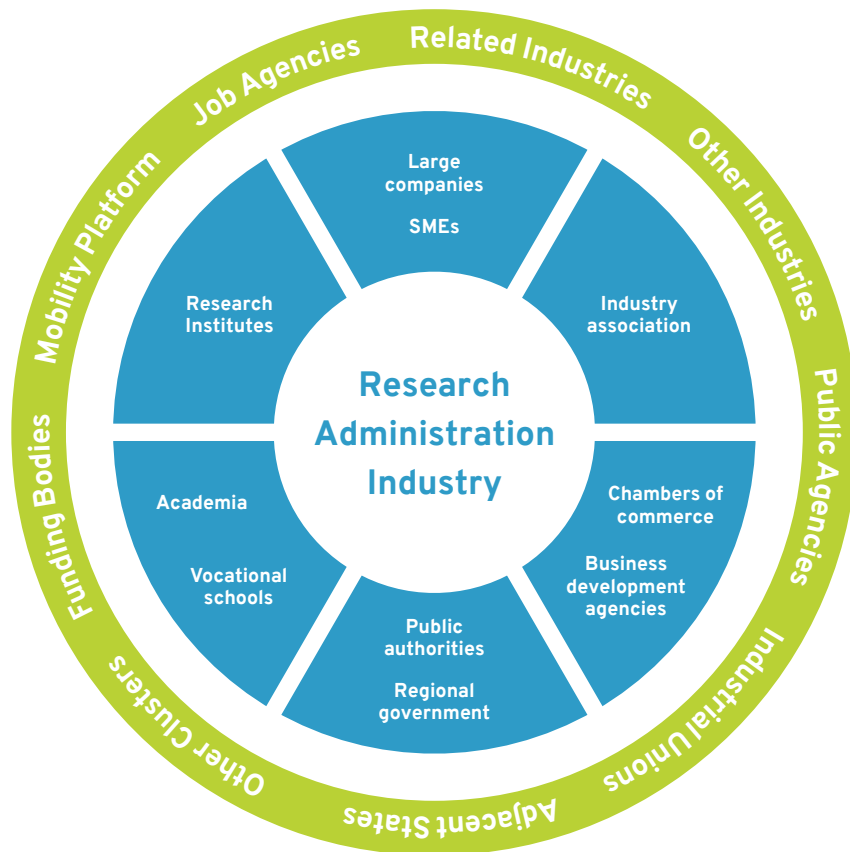 Related Industries
Other Industries
Public Agencies
Industrial Unions
Adjacent States
Other Clusters
Funding Bodies
Mobility Platform
Job Agencies
Large
companies
SMEs
Industry
association
Chambers of
commerce
Business
development
agencies
Public
authorities
Regional
government
Academia
Vocational
schools
Research
Institutes
Research
Administration
Industry